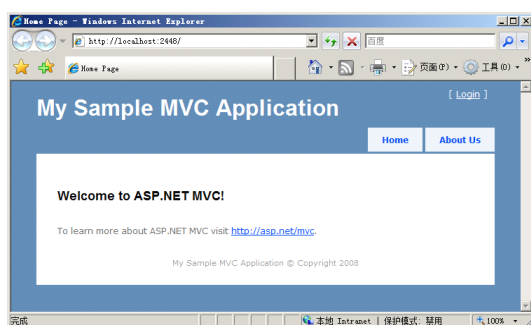 Home Page - Windows Internet Explorer
http://localhost:2448/
百度
Home Page
页面(P)
工具(O)
[ Login ]
My Sample MVC Application
Home
About Us
Welcome to ASP.NET MVC!
To learn more about ASP.NET MVC visit http://asp.net/mvc.
My Sample MVC Application © Copyright 2008
完成
本地 Intranet | 保护模式: 禁用
100%